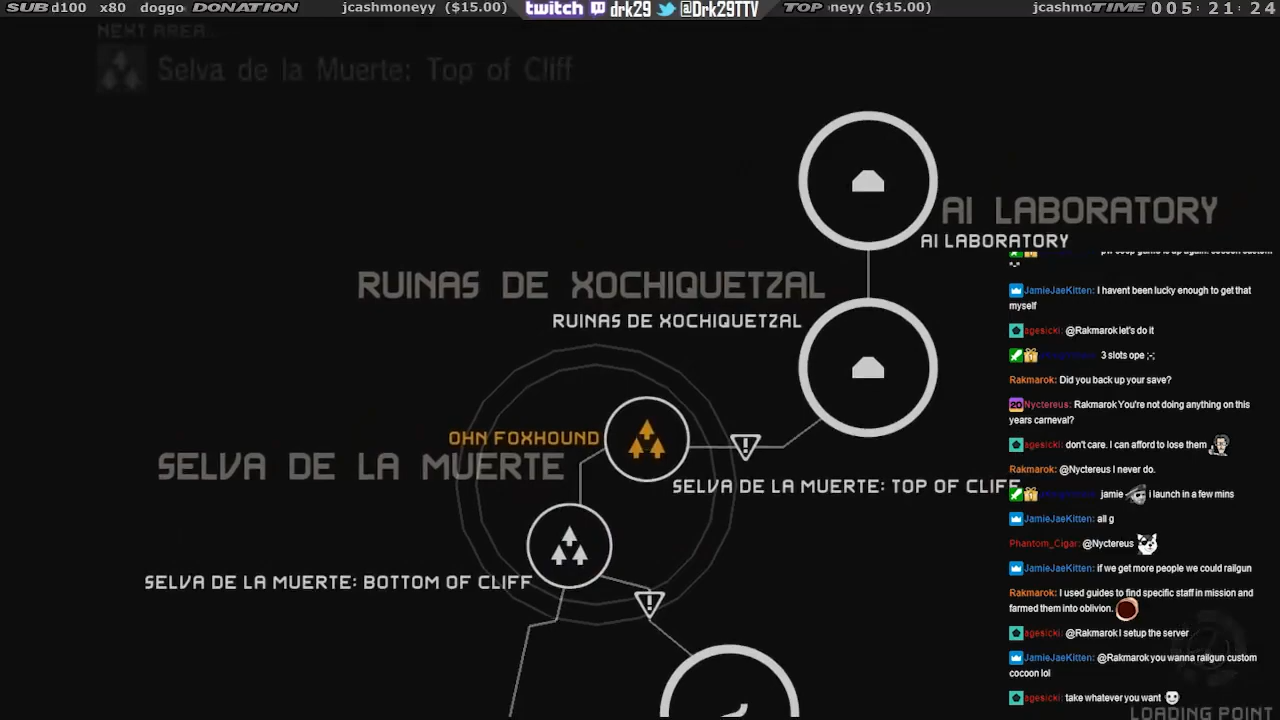 SUB d100 x80 doggo DONATION jcashmoneyy ($15.00) twitch drk29 @Drk29TTV TOP neyy ($15.00) jcashmo TIME 005:21:24
NEXT AREA..
Selva de la Muerte: Top of Cliff
AI LABORATORY
AI LABORATORY
RUINAS DE XOCHIQUETZAL
RUINAS DE XOCHIQUETZAL
OHN FOXHOUND
SELVA DE LA MUERTE
SELVA DE LA MUERTE: TOP OF CLIFF
SELVA DE LA MUERTE: BOTTOM OF CLIFF
JamieJaeKitten: I havent been lucky enough to get that
myself
agesicki: @Rakmarok let's do it
3 slots ope ;-;
Rakmarok: Did you back up your save?
20 Nyctereus: Rakmarok You're not doing anything on this
years carneval?
agesicki: don't care. I can afford to lose them
Rakmarok: @Nyctereus I never do.
jamie i launch in a few mins
JamieJaeKitten: all g
Phantom_Cigar: @Nyctereus
JamieJaeKitten: if we get more people we could railgun
Rakmarok: I used guides to find specific staff in mission and
farmed them into oblivion.
agesicki: @Rakmarok I setup the server
JamieJaeKitten: @Rakmarok you wanna railgun custom
cocoon lol
agesicki: take whatever you want
LOADING POINT